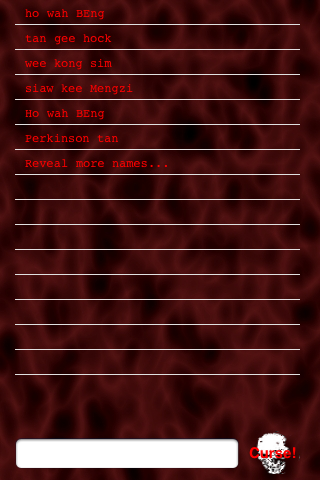 ho wah BEng
tan gee hock
wee kong sim
siaw kee Mengzi
Ho wah BEng
Perkinson tan
Reveal more names...
Curse!